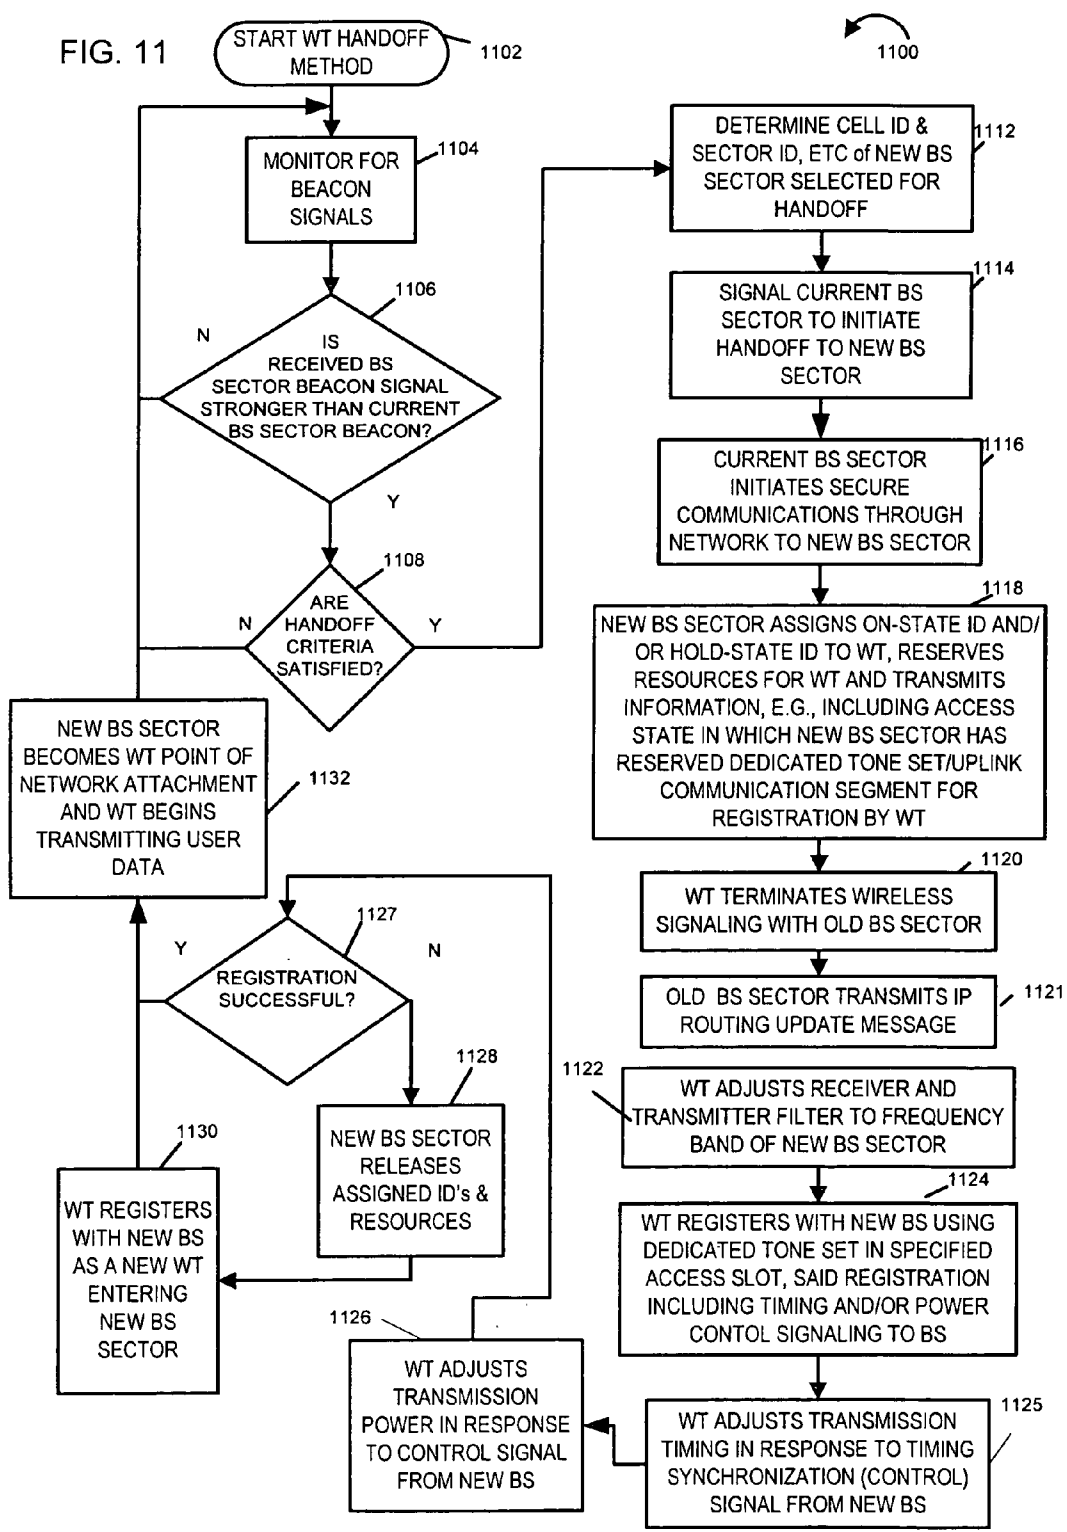 FIG. 11
START WT HANDOFF
METHOD
1102
1100
MONITOR FOR
BEACON
SIGNALS
1104
1106
N
IS
RECEIVED BS
SECTOR BEACON SIGNAL
STRONGER THAN CURRENT
BS SECTOR BEACON?
Y
1108
N
ARE
HANDOFF
CRITERIA
SATISFIED?
Y
DETERMINE CELL ID &
SECTOR ID, ETC of NEW BS
SECTOR SELECTED FOR
HANDOFF
1112
1114
SIGNAL CURRENT BS
SECTOR TO INITIATE
HANDOFF TO NEW BS
SECTOR
1116
CURRENT BS SECTOR
INITIATES SECURE
COMMUNICATIONS THROUGH
NETWORK TO NEW BS SECTOR
1118
NEW BS SECTOR ASSIGNS ON-STATE ID AND/
OR HOLD-STATE ID TO WT, RESERVES
RESOURCES FOR WT AND TRANSMITS
INFORMATION, E.G., INCLUDING ACCESS
STATE IN WHICH NEW BS SECTOR HAS
RESERVED DEDICATED TONE SET/UPLINK
COMMUNICATION SEGMENT FOR
REGISTRATION BY WT
1120
WT TERMINATES WIRELESS
SIGNALING WITH OLD BS SECTOR
OLD BS SECTOR TRANSMITS IP
ROUTING UPDATE MESSAGE
1121
1122
WT ADJUSTS RECEIVER AND
TRANSMITTER FILTER TO FREQUENCY
BAND OF NEW BS SECTOR
1124
WT REGISTERS WITH NEW BS USING
DEDICATED TONE SET IN SPECIFIED
ACCESS SLOT, SAID REGISTRATION
INCLUDING TIMING AND/OR POWER
CONTOL SIGNALING TO BS
1125
WT ADJUSTS TRANSMISSION
TIMING IN RESPONSE TO TIMING
SYNCHRONIZATION (CONTROL)
SIGNAL FROM NEW BS
1126
WT ADJUSTS
TRANSMISSION
POWER IN RESPONSE
TO CONTROL SIGNAL
FROM NEW BS
1127
Y
REGISTRATION
SUCCESSFUL?
N
1128
NEW BS SECTOR
RELEASES
ASSIGNED ID's &
RESOURCES
1130
WT REGISTERS
WITH NEW BS
AS A NEW WT
ENTERING
NEW BS
SECTOR
NEW BS SECTOR
BECOMES WT POINT OF
NETWORK ATTACHMENT
AND WT BEGINS
TRANSMITTING USER
DATA
1132